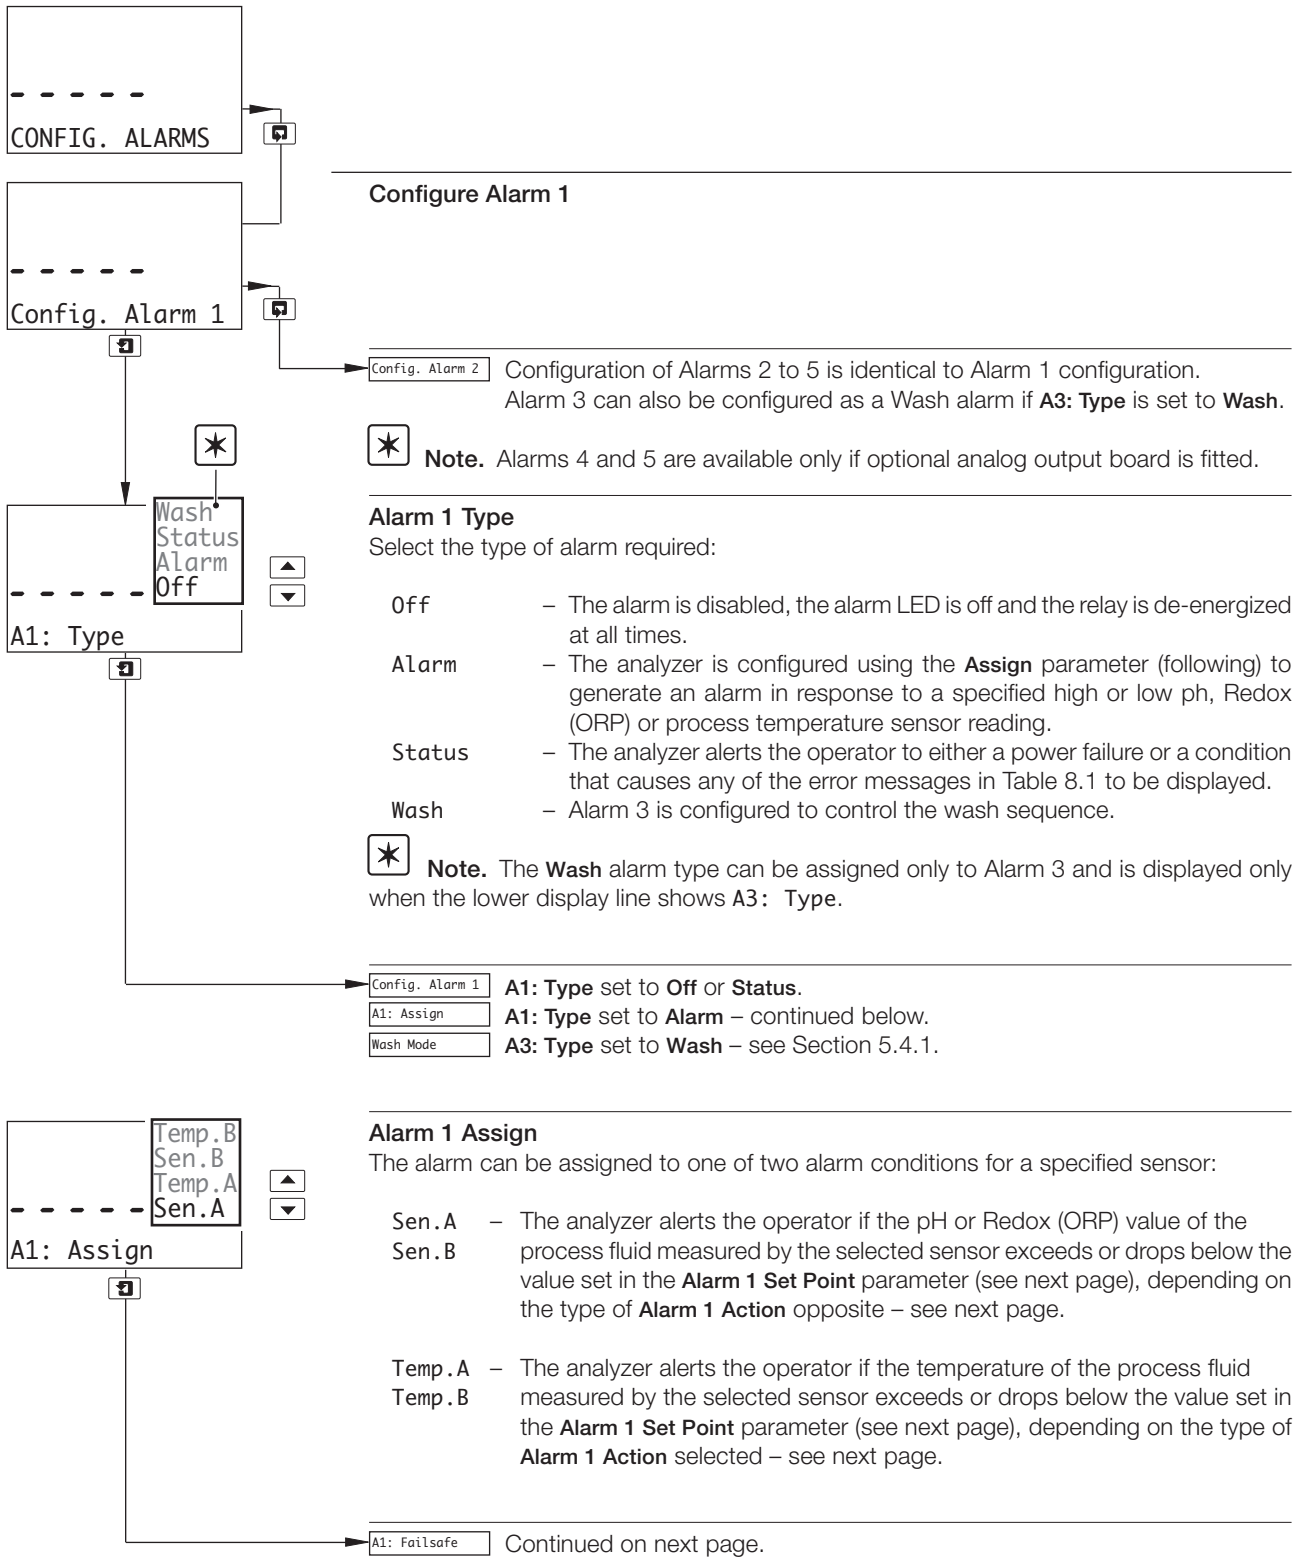 - - - - -
CONFIG. ALARMS
Configure Alarm 1
- - - - -
Config. Alarm 1
Config. Alarm 2
Configuration of Alarms 2 to 5 is identical to Alarm 1 configuration.
Alarm 3 can also be configured as a Wash alarm if A3: Type is set to Wash.
Note. Alarms 4 and 5 are available only if optional analog output board is fitted.
Wash
Status
Alarm
- - - - - Off
A1: Type
Alarm 1 Type
Select the type of alarm required:
Off – The alarm is disabled, the alarm LED is off and the relay is de-energized
at all times.
Alarm – The analyzer is configured using the Assign parameter (following) to
generate an alarm in response to a specified high or low ph, Redox
(ORP) or process temperature sensor reading.
Status – The analyzer alerts the operator to either a power failure or a condition
that causes any of the error messages in Table 8.1 to be displayed.
Wash – Alarm 3 is configured to control the wash sequence.
Note. The Wash alarm type can be assigned only to Alarm 3 and is displayed only
when the lower display line shows A3: Type.
Config. Alarm 1 A1: Type set to Off or Status.
A1: Assign A1: Type set to Alarm – continued below.
Wash Mode A3: Type set to Wash – see Section 5.4.1.
Temp.B
Sen.B
Temp.A
- - - - - Sen.A
A1: Assign
Alarm 1 Assign
The alarm can be assigned to one of two alarm conditions for a specified sensor:
Sen.A – The analyzer alerts the operator if the pH or Redox (ORP) value of the
Sen.B process fluid measured by the selected sensor exceeds or drops below the
value set in the Alarm 1 Set Point parameter (see next page), depending on
the type of Alarm 1 Action opposite – see next page.
Temp.A – The analyzer alerts the operator if the temperature of the process fluid
Temp.B measured by the selected sensor exceeds or drops below the value set in
the Alarm 1 Set Point parameter (see next page), depending on the type of
Alarm 1 Action selected – see next page.
A1: Failsafe Continued on next page.